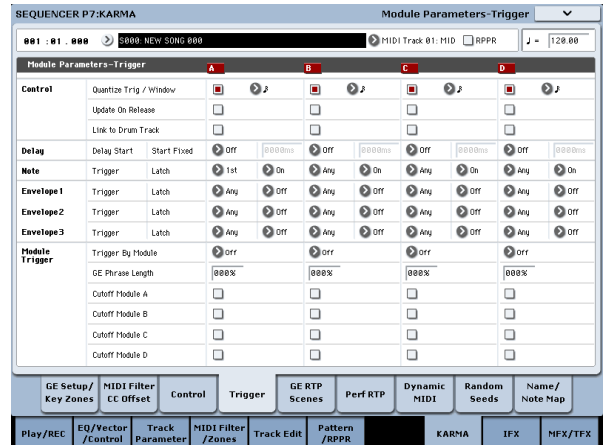 SEQUENCER P7:KARMA Module Parameters-Trigger
001 :01 . 000 S000: NEW SONG 000 MIDI Track 01: MID RPPR ♩ = 120.00
Module Parameters-Trigger A B C D
Control Quantize Trig / Window
Update On Release
Link to Drum Track
Delay Delay Start Start Fixed Off 0000ms Off 0000ms Off 0000ms Off 0000ms
Note Trigger Latch 1st On Any On Any On Any On
Envelope1 Trigger Latch Any Off Any Off Any Off Any Off
Envelope2 Trigger Latch Any Off Any Off Any Off Any Off
Envelope3 Trigger Latch Any Off Any Off Any Off Any Off
Module Trigger Trigger By Module Off Off Off Off
GE Phrase Length 000% 000% 000% 000%
Cutoff Module A
Cutoff Module B
Cutoff Module C
Cutoff Module D
GE Setup/ Key Zones MIDI Filter CC Offset Control Trigger GE RTP Scenes Perf RTP Dynamic MIDI Random Seeds Name/ Note Map
Play/REC EQ/Vector /Control Track Parameter MIDI Filter /Zones Track Edit Pattern /RPPR KARMA IFX MFX/TFX